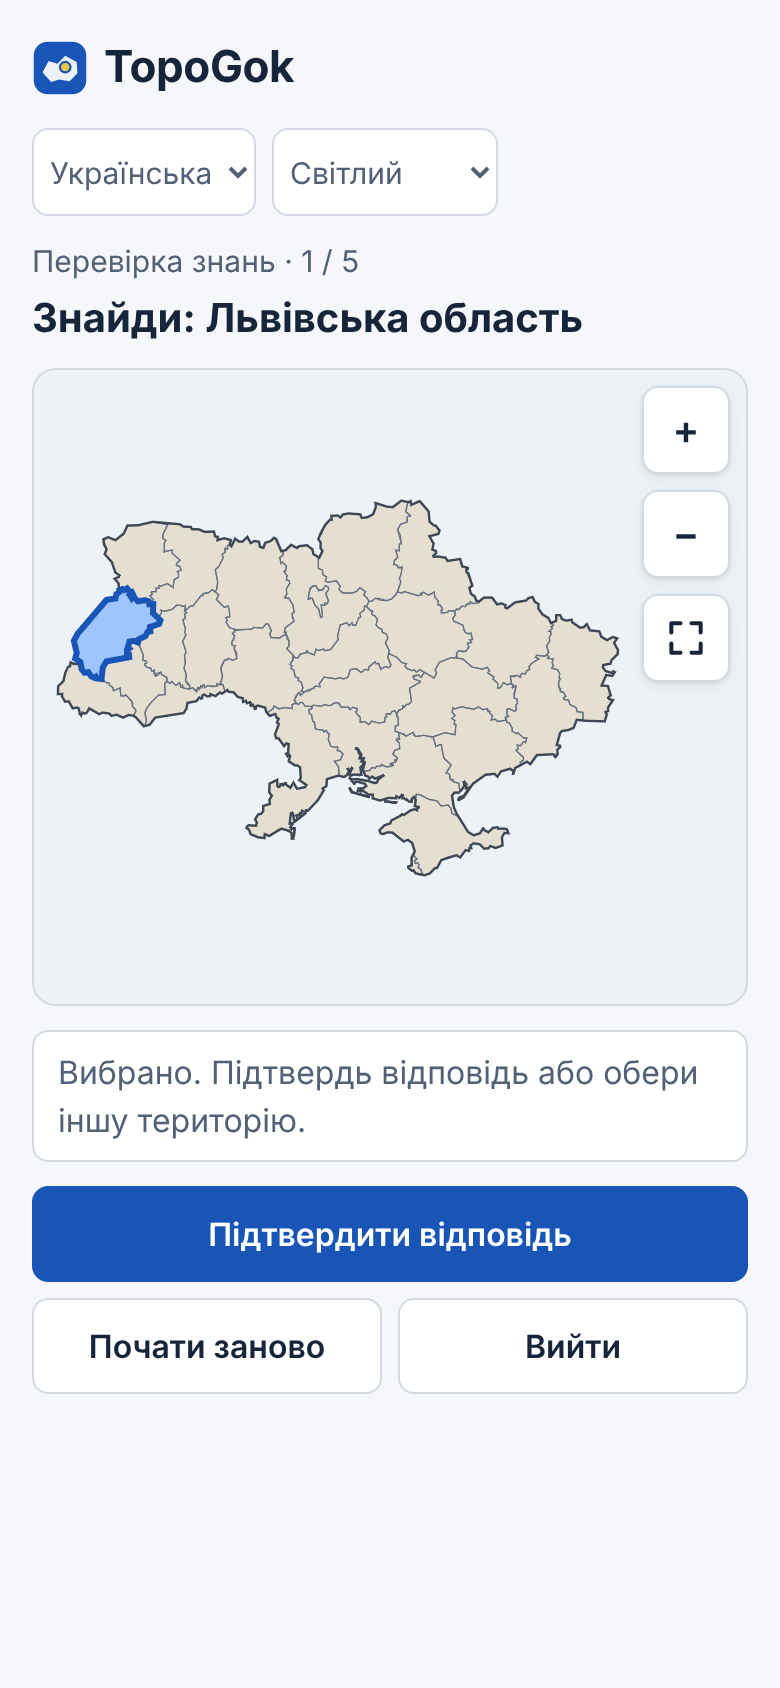 TopoGok
Українська
Світлий
Перевірка знань · 1 / 5
Знайди: Львівська область
+
−
Вибрано. Підтвердь відповідь або обери
іншу територію.
Підтвердити відповідь
Почати заново
Вийти